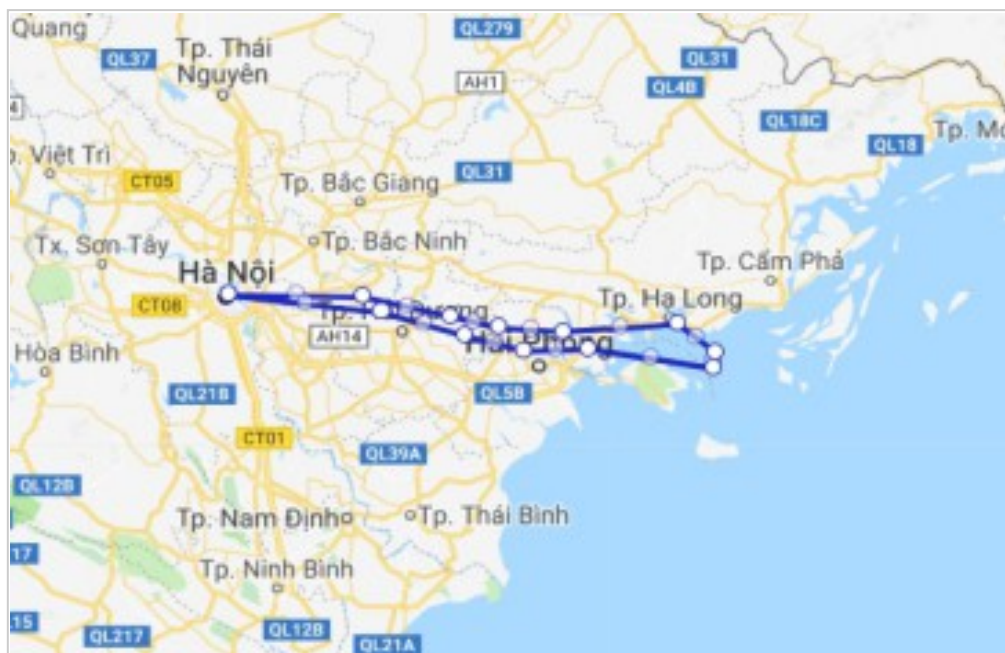 Quang
QL279
QL37
Tp. Thái
Nguyên
AH1
QL31
QL4B
QL18C
QL18
Tp.
Việt Trì
CT05
Tp. Bắc Giang
QL31
Tx. Sơn Tây
Tp. Bắc Ninh
Hà Nội
Tp. Cẩm Phả
CT08
Tp. Hạ Long
AH14
Hòa Bình
QL21B
QL5B
CT01
QL39A
QL12B
Tp. Nam Định
Tp. Thái Bình
17
Tp. Ninh Bình
15
QL217
QL12B
QL21A